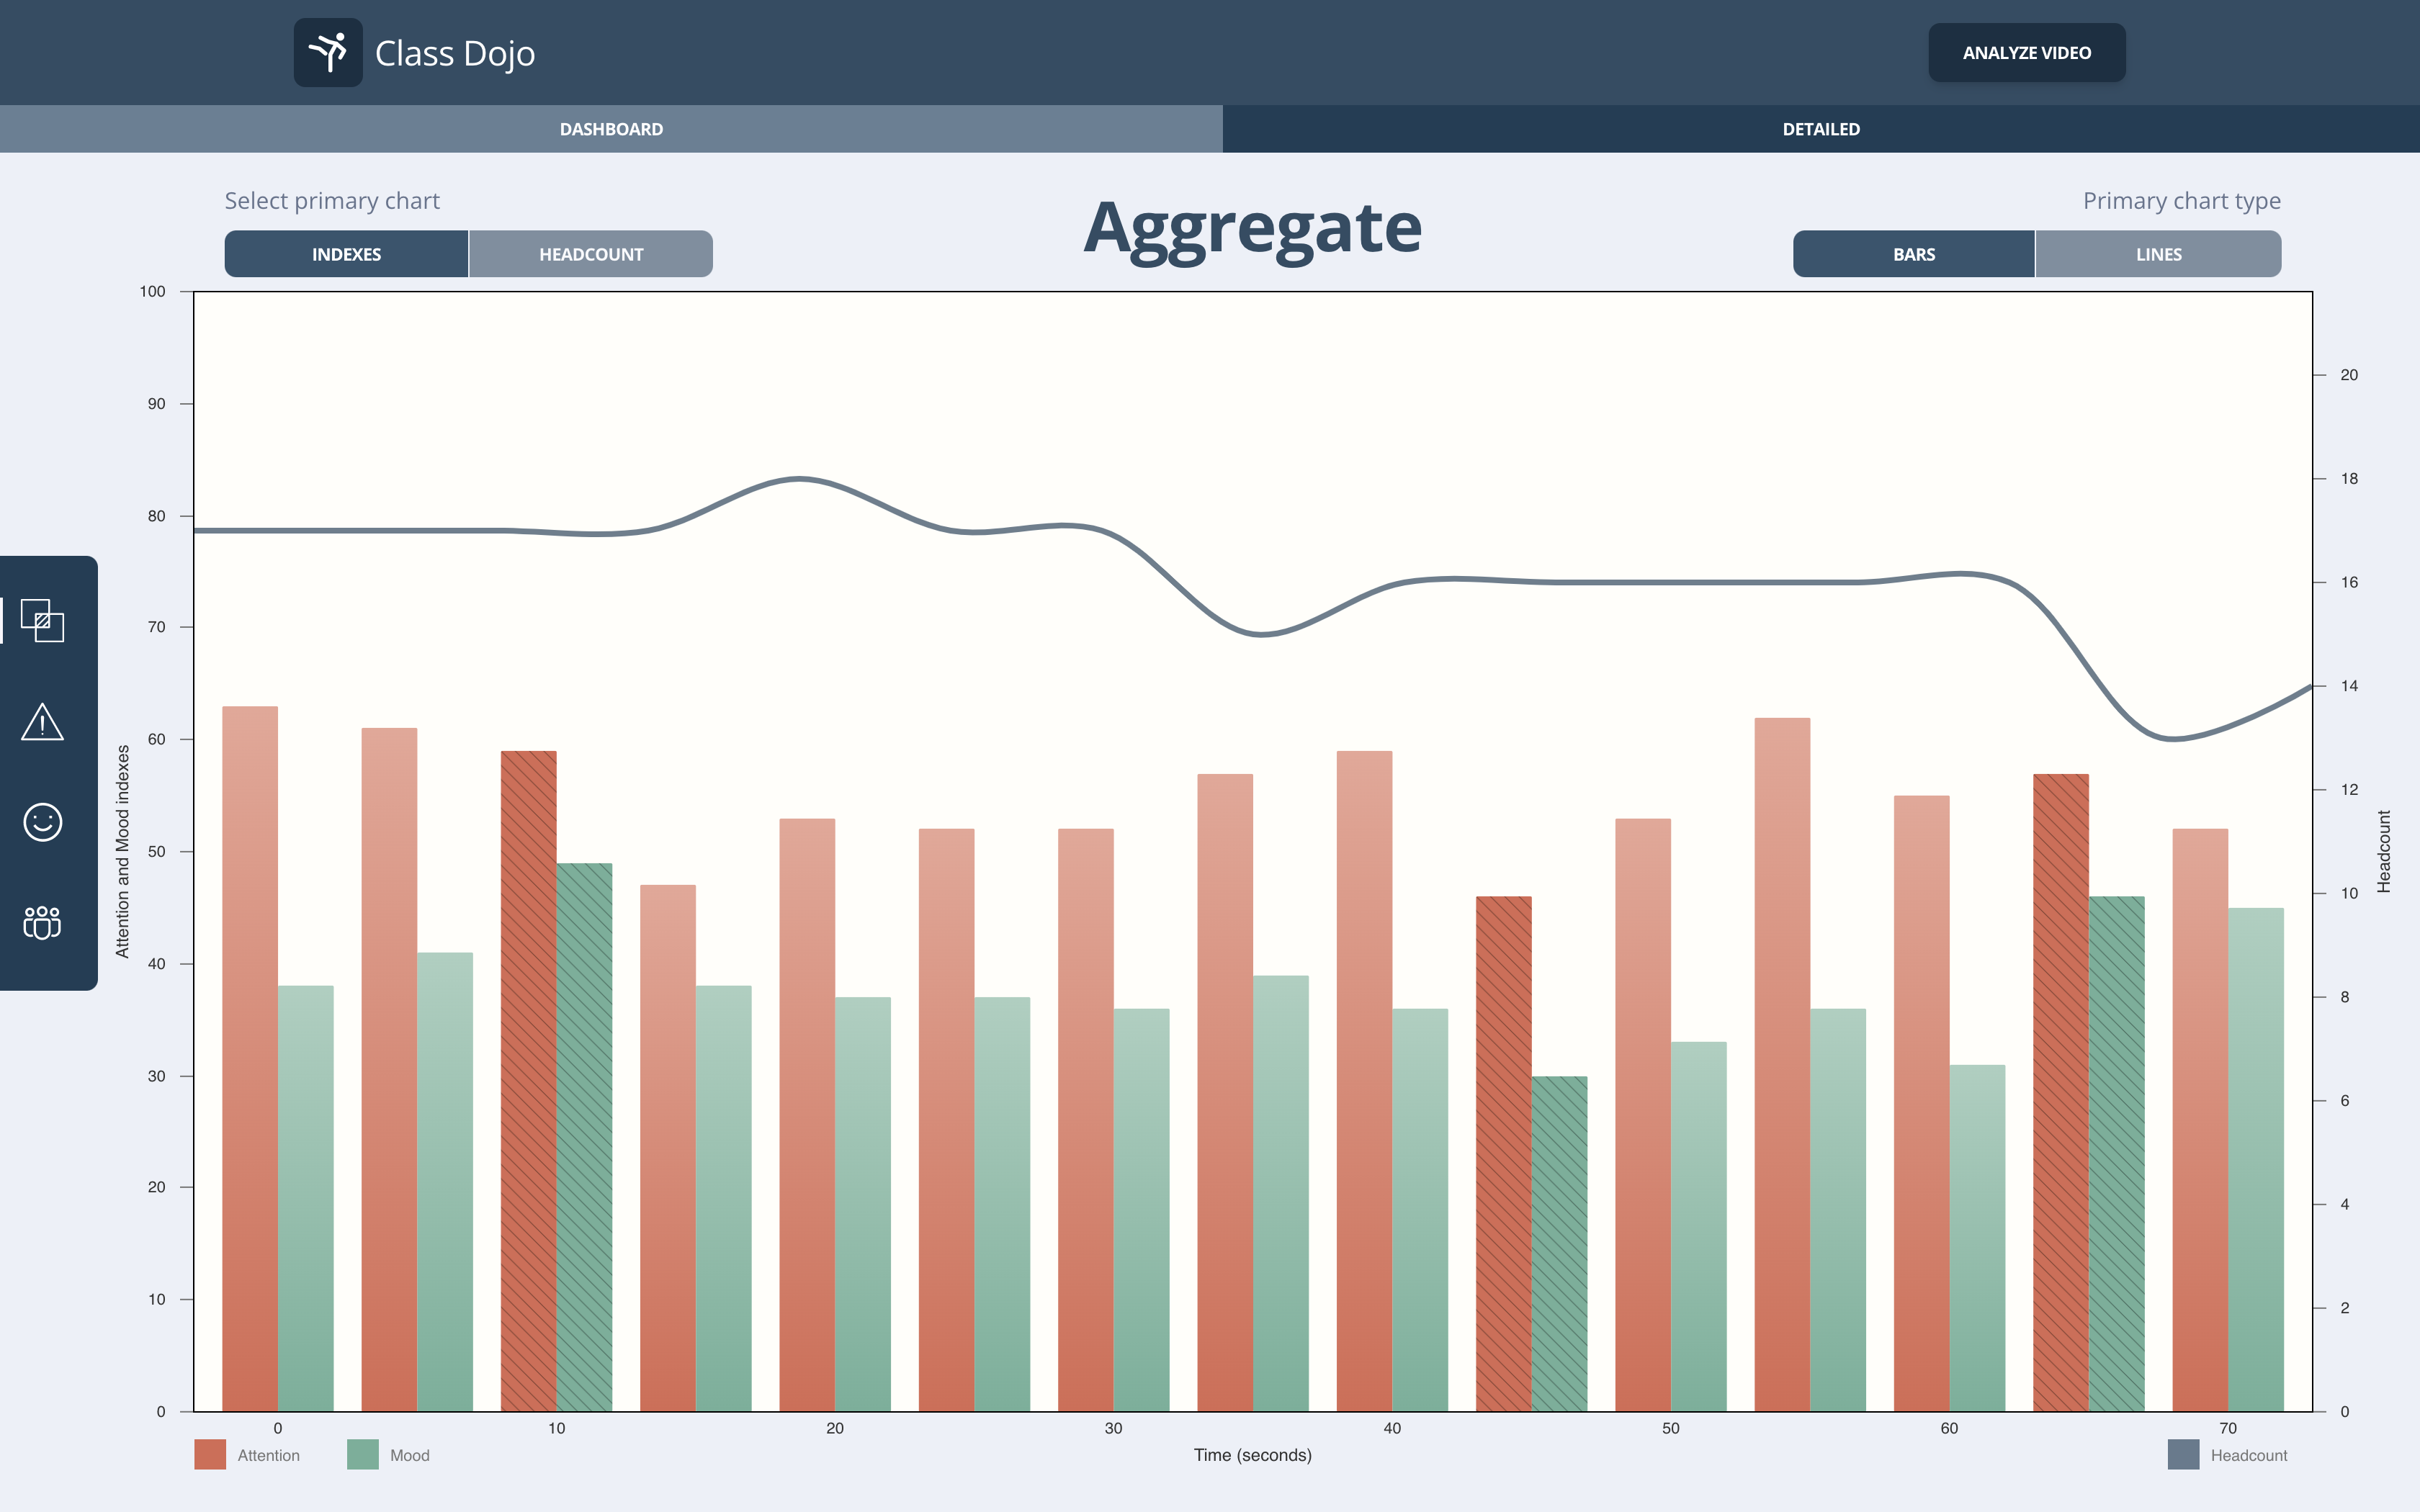 Class Dojo
ANALYZE VIDEO
DASHBOARD
DETAILED
Select primary chart
Aggregate
Primary chart type
INDEXES
HEADCOUNT
BARS
LINES
100
90
80
70
60
50
40
30
20
10
0
Attention and Mood indexes
20
18
16
14
12
10
8
6
4
2
0
Headcount
0
10
20
30
40
50
60
70
Attention
Mood
Time (seconds)
Headcount